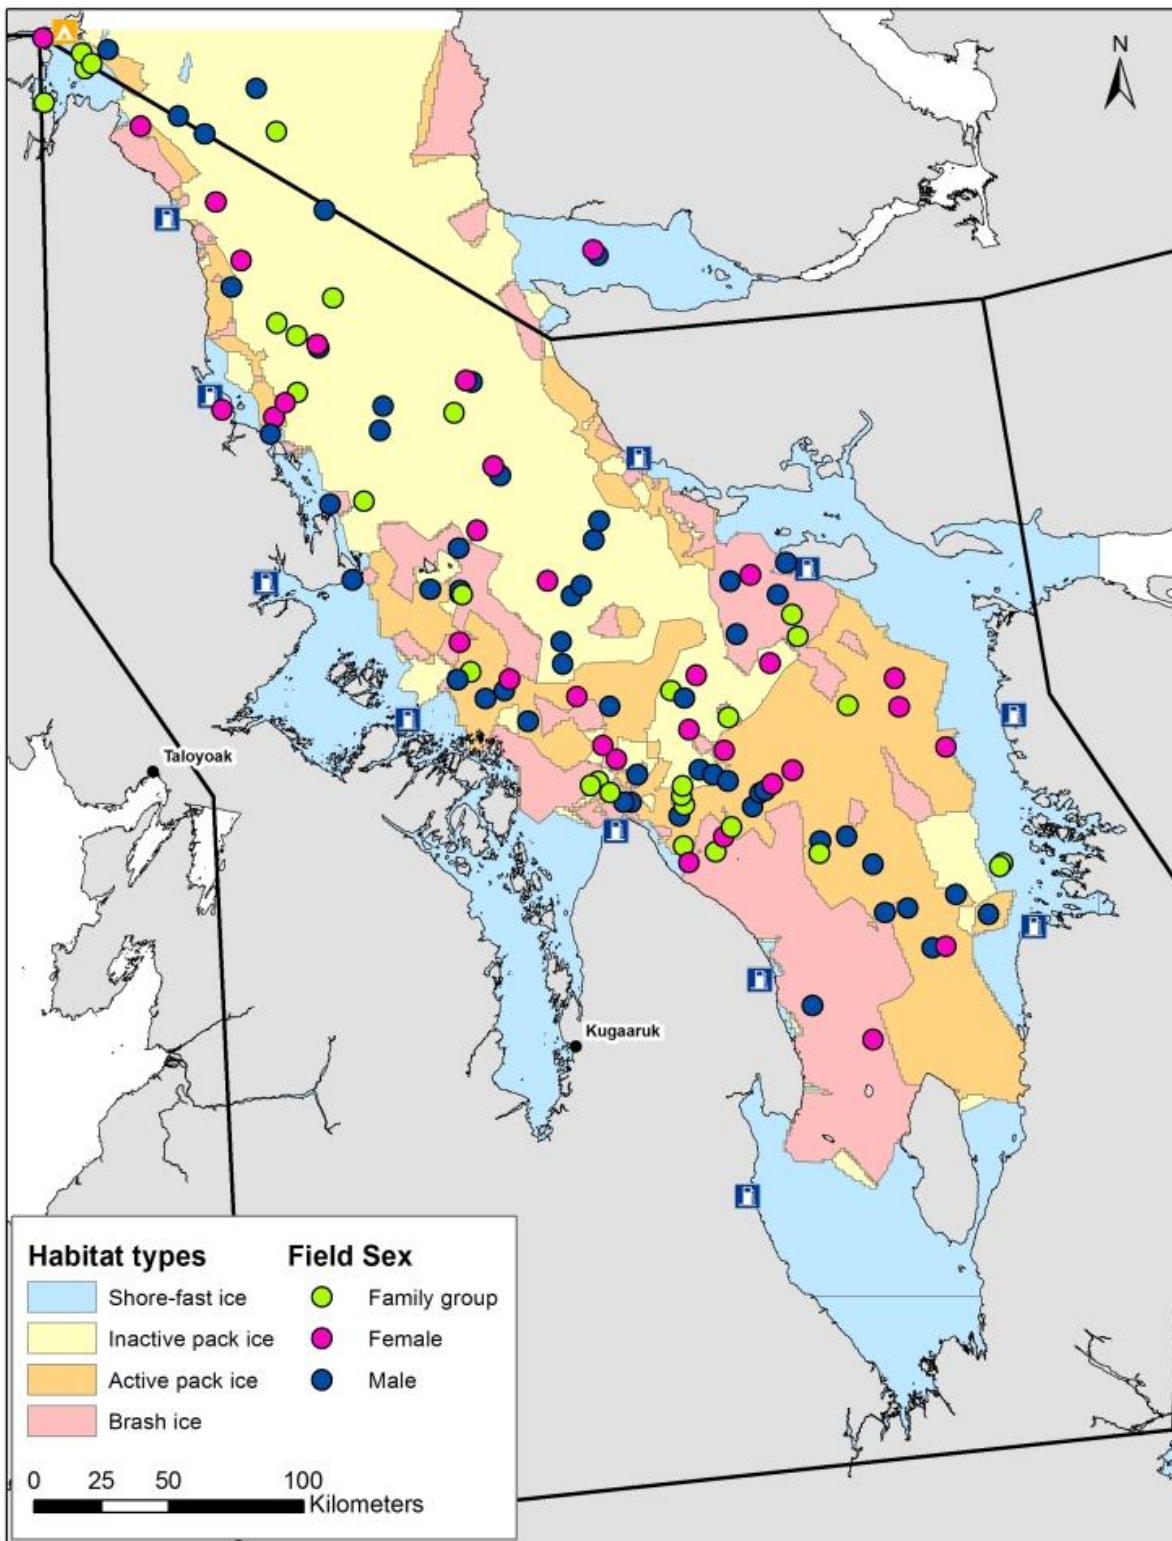 N
Taloyoak
Kugaaruk
Habitat types
Field Sex
Shore-fast ice
Family group
Inactive pack ice
Female
Active pack ice
Male
Brash ice
0 25 50 100
Kilometers